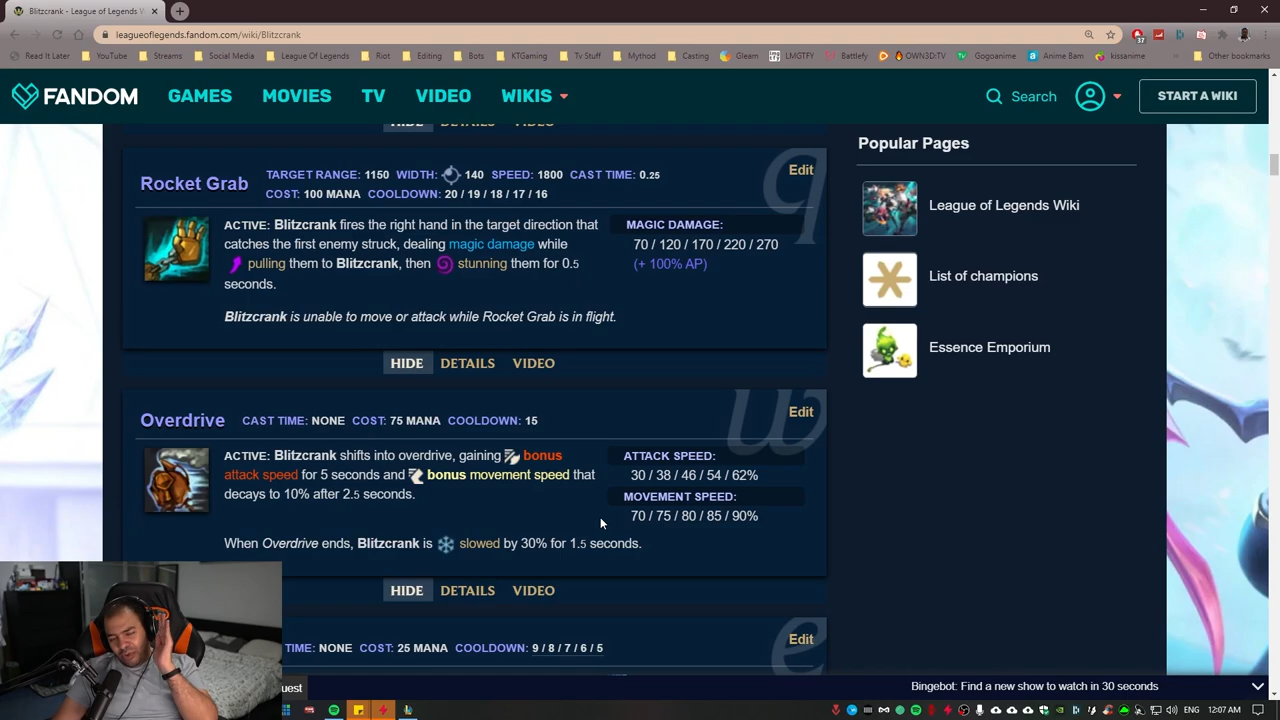 Blitzcrank - League of Legends W
leagueoflegends.fandom.com/wiki/Blitzcrank
37
Read It Later YouTube Streams Social Media League Of Legends Riot Editing Bots KTGaming Tv Stuff Mythod Casting Gleam LMGTFY Battlefy OWN3D.TV Gogoanime Anime Bam kissanime Other bookmarks
FANDOM GAMES MOVIES TV VIDEO WIKIS Search START A WIKI
HIDE DETAILS VIDEO
Popular Pages
League of Legends Wiki
List of champions
Essence Emporium
q
Rocket Grab TARGET RANGE: 1150 WIDTH: 140 SPEED: 1800 CAST TIME: 0.25 Edit
COST: 100 MANA COOLDOWN: 20 / 19 / 18 / 17 / 16
ACTIVE: Blitzcrank fires the right hand in the target direction that
catches the first enemy struck, dealing magic damage while
pulling them to Blitzcrank, then stunning them for 0.5
seconds.
Blitzcrank is unable to move or attack while Rocket Grab is in flight.
MAGIC DAMAGE:
70 / 120 / 170 / 220 / 270
(+ 100% AP)
HIDE DETAILS VIDEO
w
Overdrive CAST TIME: NONE COST: 75 MANA COOLDOWN: 15 Edit
ACTIVE: Blitzcrank shifts into overdrive, gaining bonus
attack speed for 5 seconds and bonus movement speed that
decays to 10% after 2.5 seconds.
When Overdrive ends, Blitzcrank is slowed by 30% for 1.5 seconds.
ATTACK SPEED:
30 / 38 / 46 / 54 / 62%
MOVEMENT SPEED:
70 / 75 / 80 / 85 / 90%
HIDE DETAILS VIDEO
e
TIME: NONE COST: 25 MANA COOLDOWN: 9 / 8 / 7 / 6 / 5 Edit
uest
Bingebot: Find a new show to watch in 30 seconds
ENG 12:07 AM